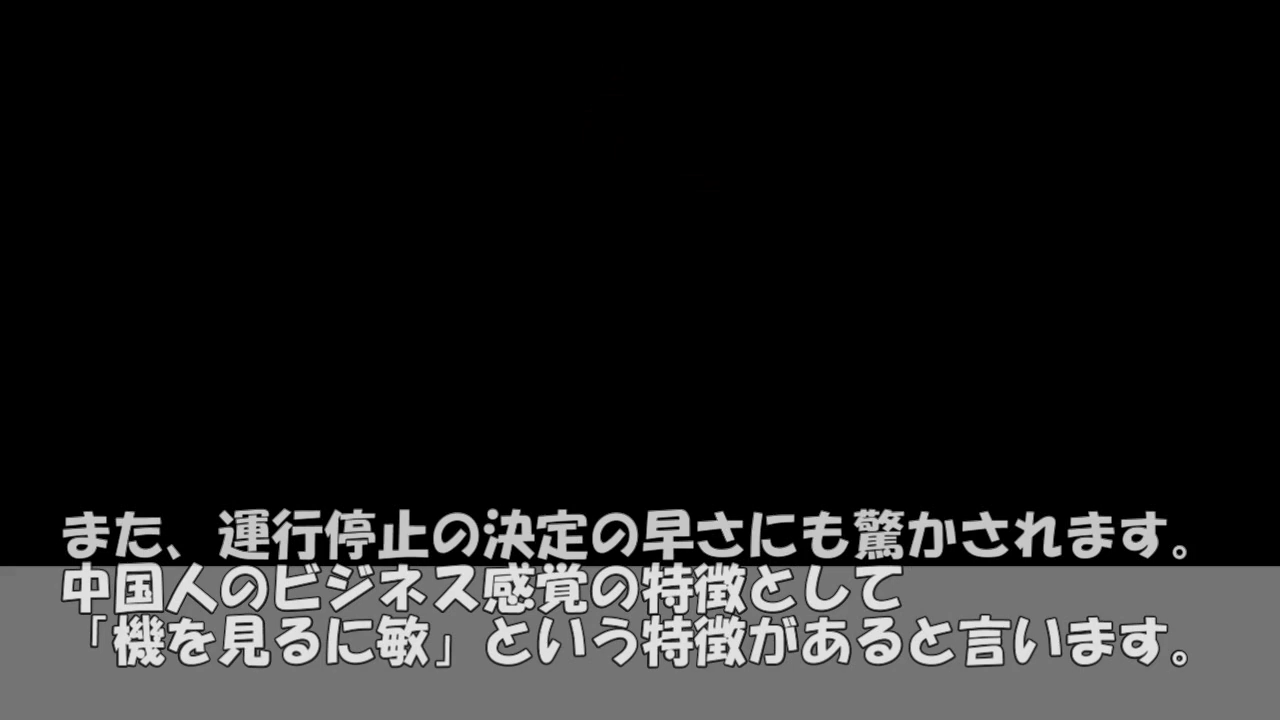 また、運行停止の決定の早さにも驚かされます。
中国人のビジネス感覚の特徴として
「機を見るに敏」という特徴があると言います。